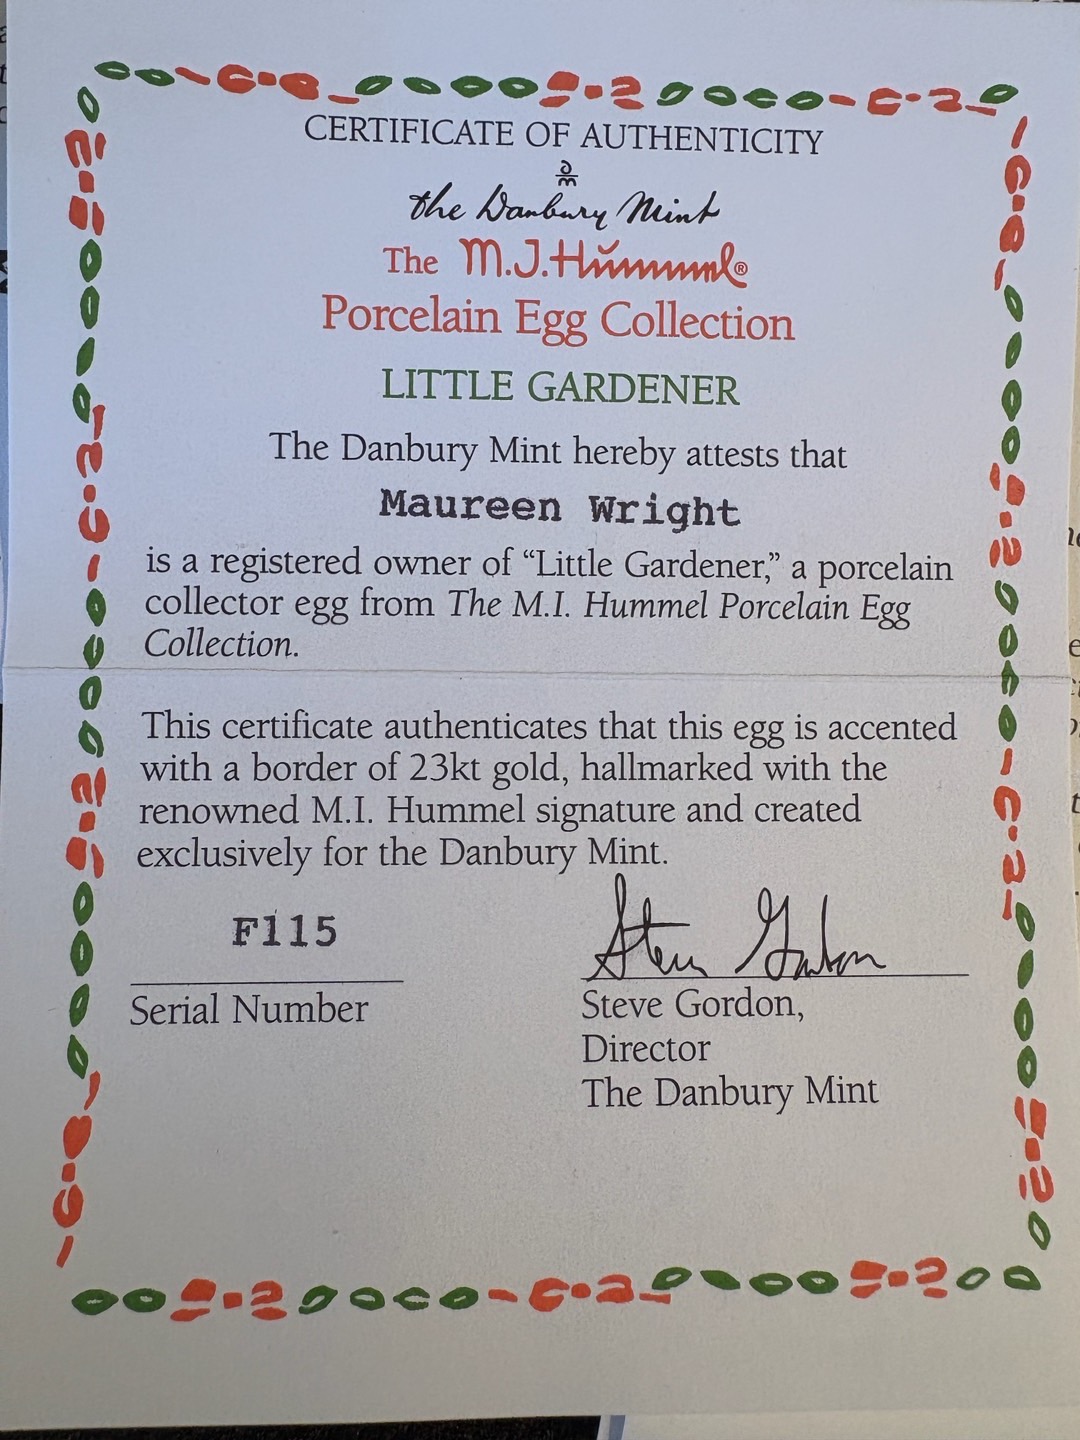 CERTIFICATE OF AUTHENTICITY
dm
the Danbury Mint
The M.J. Hummel®
Porcelain Egg Collection
LITTLE GARDENER
The Danbury Mint hereby attests that
Maureen Wright
is a registered owner of “Little Gardener,” a porcelain
collector egg from The M.I. Hummel Porcelain Egg
Collection.
This certificate authenticates that this egg is accented
with a border of 23kt gold, hallmarked with the
renowned M.I. Hummel signature and created
exclusively for the Danbury Mint.
F115
Serial Number
Steve Gordon
Steve Gordon,
Director
The Danbury Mint